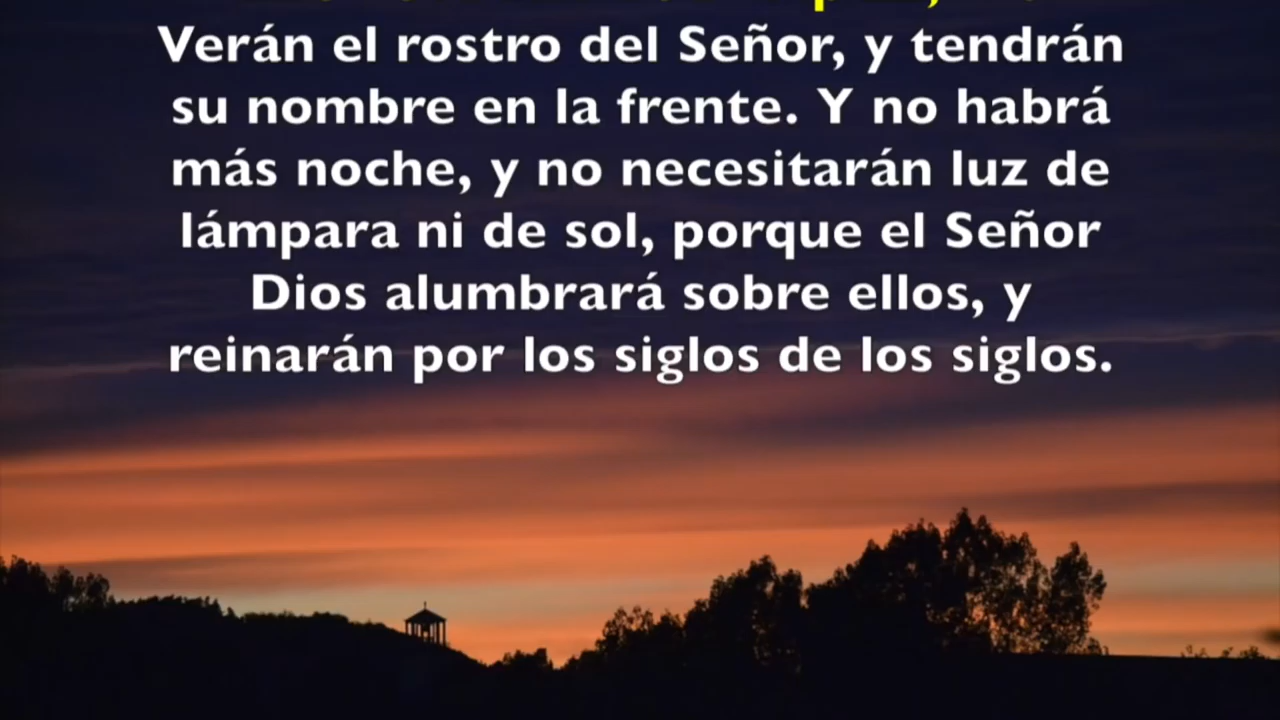 Verán el rostro del Señor, y tendrán
su nombre en la frente. Y no habrá
más noche, y no necesitarán luz de
lámpara ni de sol, porque el Señor
Dios alumbrará sobre ellos, y
reinarán por los siglos de los siglos.